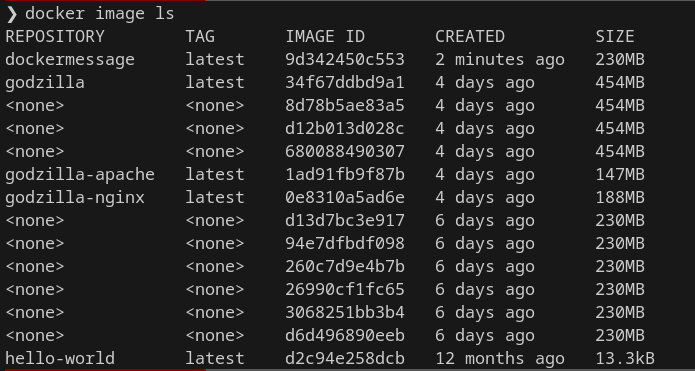 ❯ docker image ls
REPOSITORY TAG IMAGE ID CREATED SIZE
dockermessage latest 9d342450c553 2 minutes ago 230MB
godzilla latest 34f67ddbd9a1 4 days ago 454MB
<none> <none> 8d78b5ae83a5 4 days ago 454MB
<none> <none> d12b013d028c 4 days ago 454MB
<none> <none> 680088490307 4 days ago 454MB
godzilla-apache latest 1ad91fb9f87b 4 days ago 147MB
godzilla-nginx latest 0e8310a5ad6e 4 days ago 188MB
<none> <none> d13d7bc3e917 6 days ago 230MB
<none> <none> 94e7dfbdf098 6 days ago 230MB
<none> <none> 260c7d9e4b7b 6 days ago 230MB
<none> <none> 26990cf1fc65 6 days ago 230MB
<none> <none> 3068251bb3b4 6 days ago 230MB
<none> <none> d6d496890eeb 6 days ago 230MB
hello-world latest d2c94e258dcb 12 months ago 13.3kB